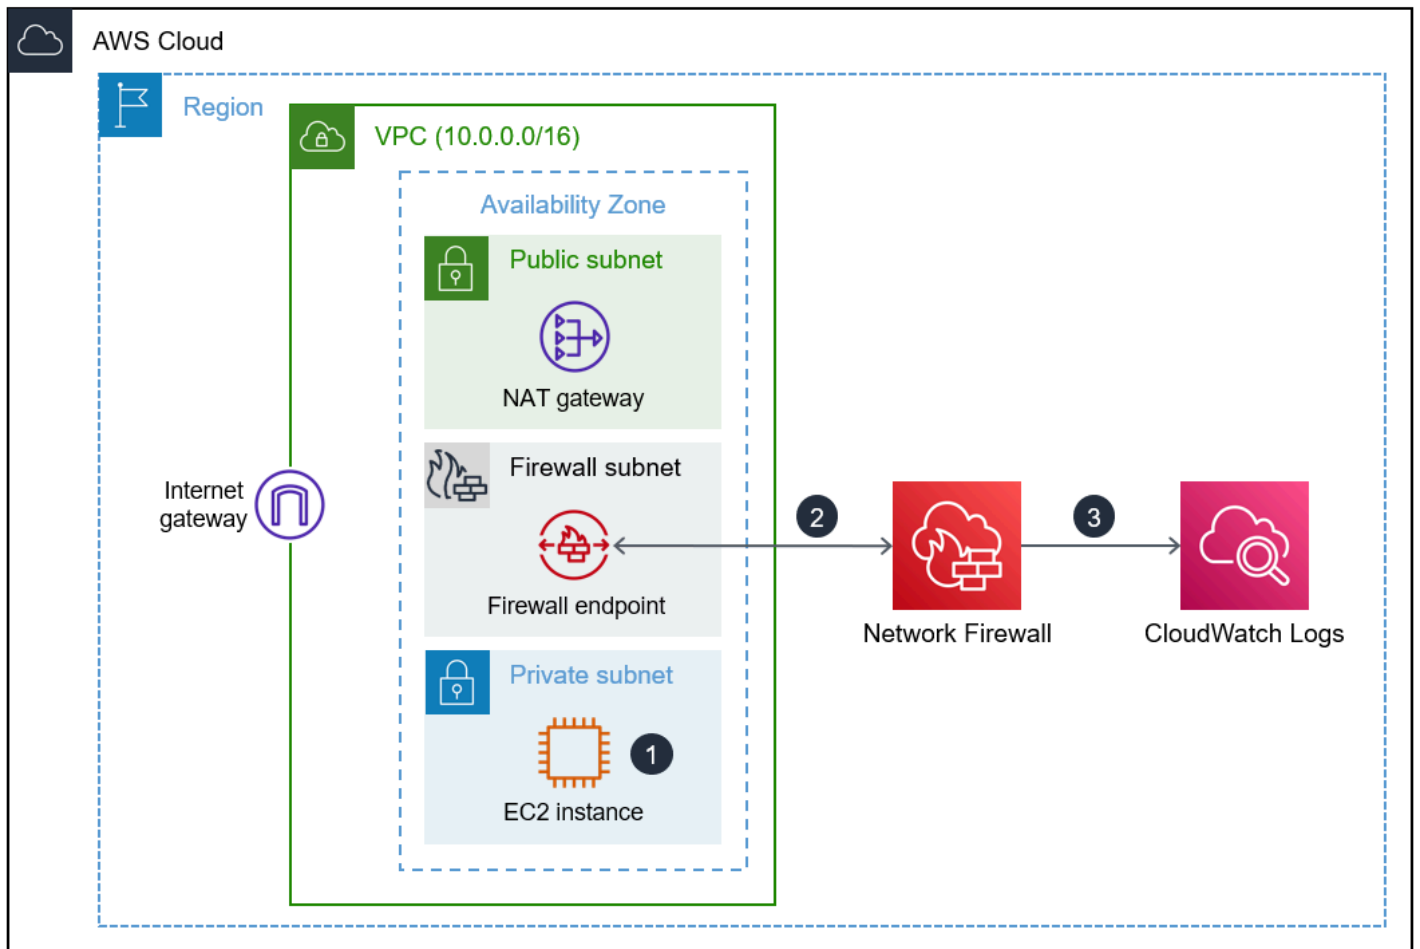 AWS Cloud
Region
VPC (10.0.0.0/16)
Availability Zone
Public subnet
NAT gateway
Firewall subnet
Firewall endpoint
Internet
gateway
2
Network Firewall
3
CloudWatch Logs
Private subnet
1
EC2 instance